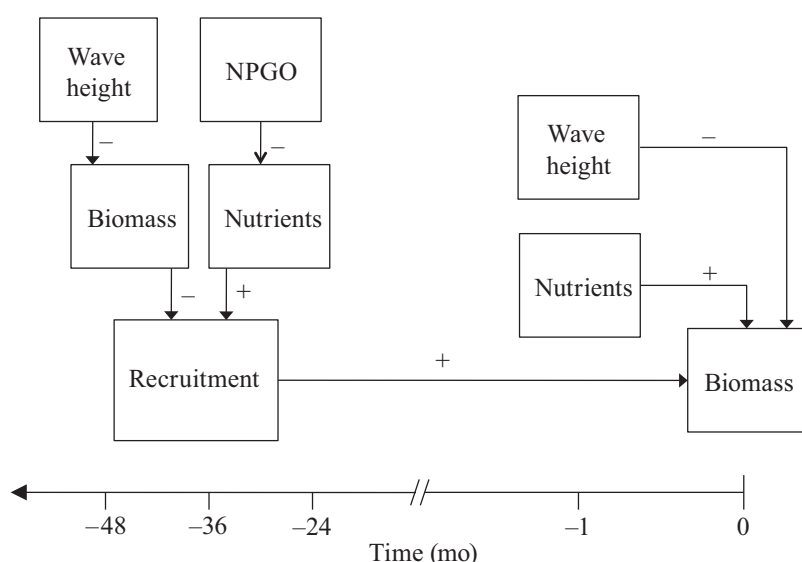 Wave
height
NPGO
–
–
Wave
height
–
Biomass
Nutrients
Nutrients
+
–
+
Recruitment
+
Biomass
–48
–36
–24
–1
0
Time (mo)